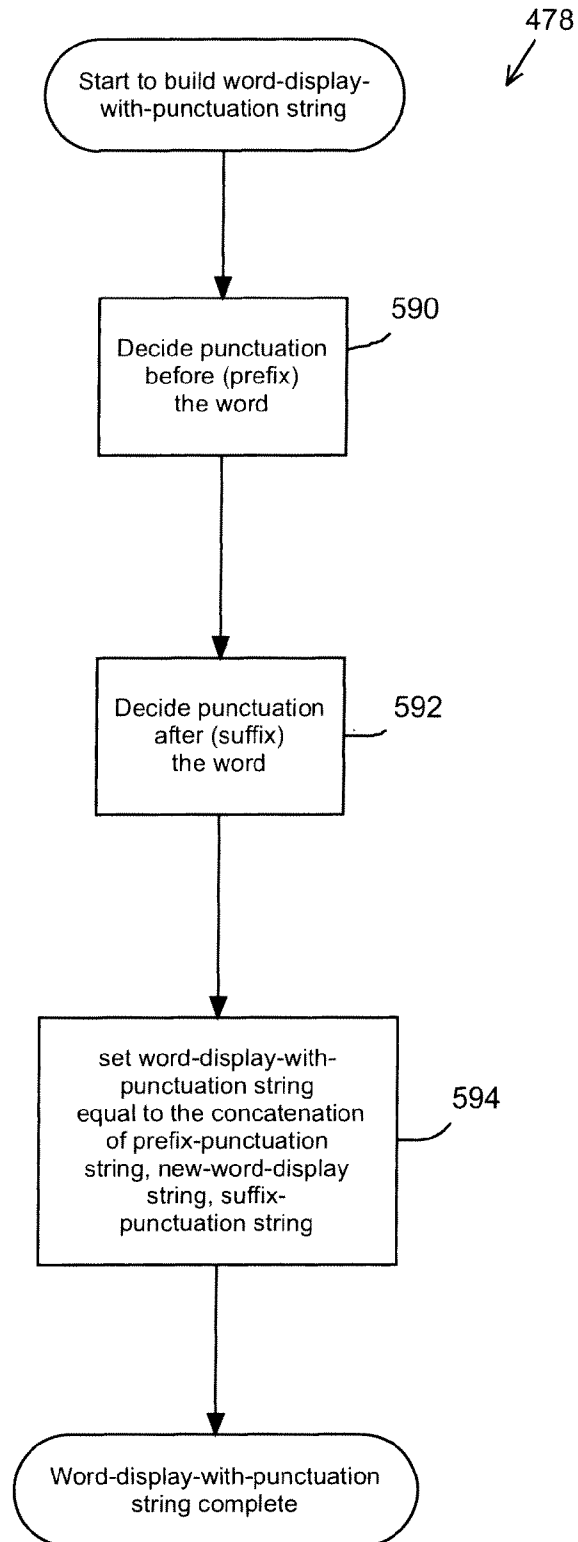 478
Start to build word-display-
with-punctuation string
590
Decide punctuation
before (prefix)
the word
592
Decide punctuation
after (suffix)
the word
594
set word-display-with-
punctuation string
equal to the concatenation
of prefix-punctuation
string, new-word-display
string, suffix-
punctuation string
Word-display-with-punctuation
string complete